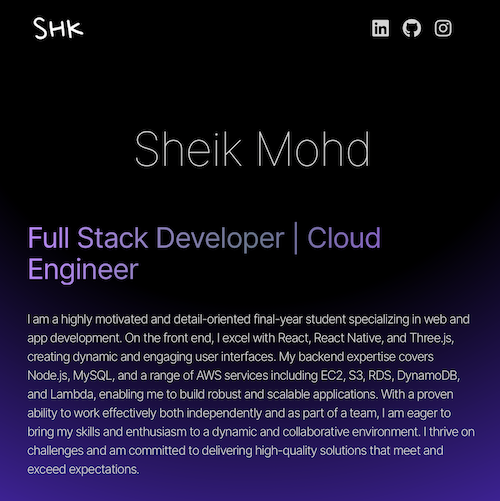 SHK
in
Sheik Mohd
Full Stack Developer | Cloud
Engineer
I am a highly motivated and detail-oriented final-year student specializing in web and
app development. On the front end, I excel with React, React Native, and Three.js,
creating dynamic and engaging user interfaces. My backend expertise covers
Node.js, MySQL, and a range of AWS services including EC2, S3, RDS, DynamoDB,
and Lambda, enabling me to build robust and scalable applications. With a proven
ability to work effectively both independently and as part of a team, I am eager to
bring my skills and enthusiasm to a dynamic and collaborative environment. I thrive on
challenges and am committed to delivering high-quality solutions that meet and
exceed expectations.